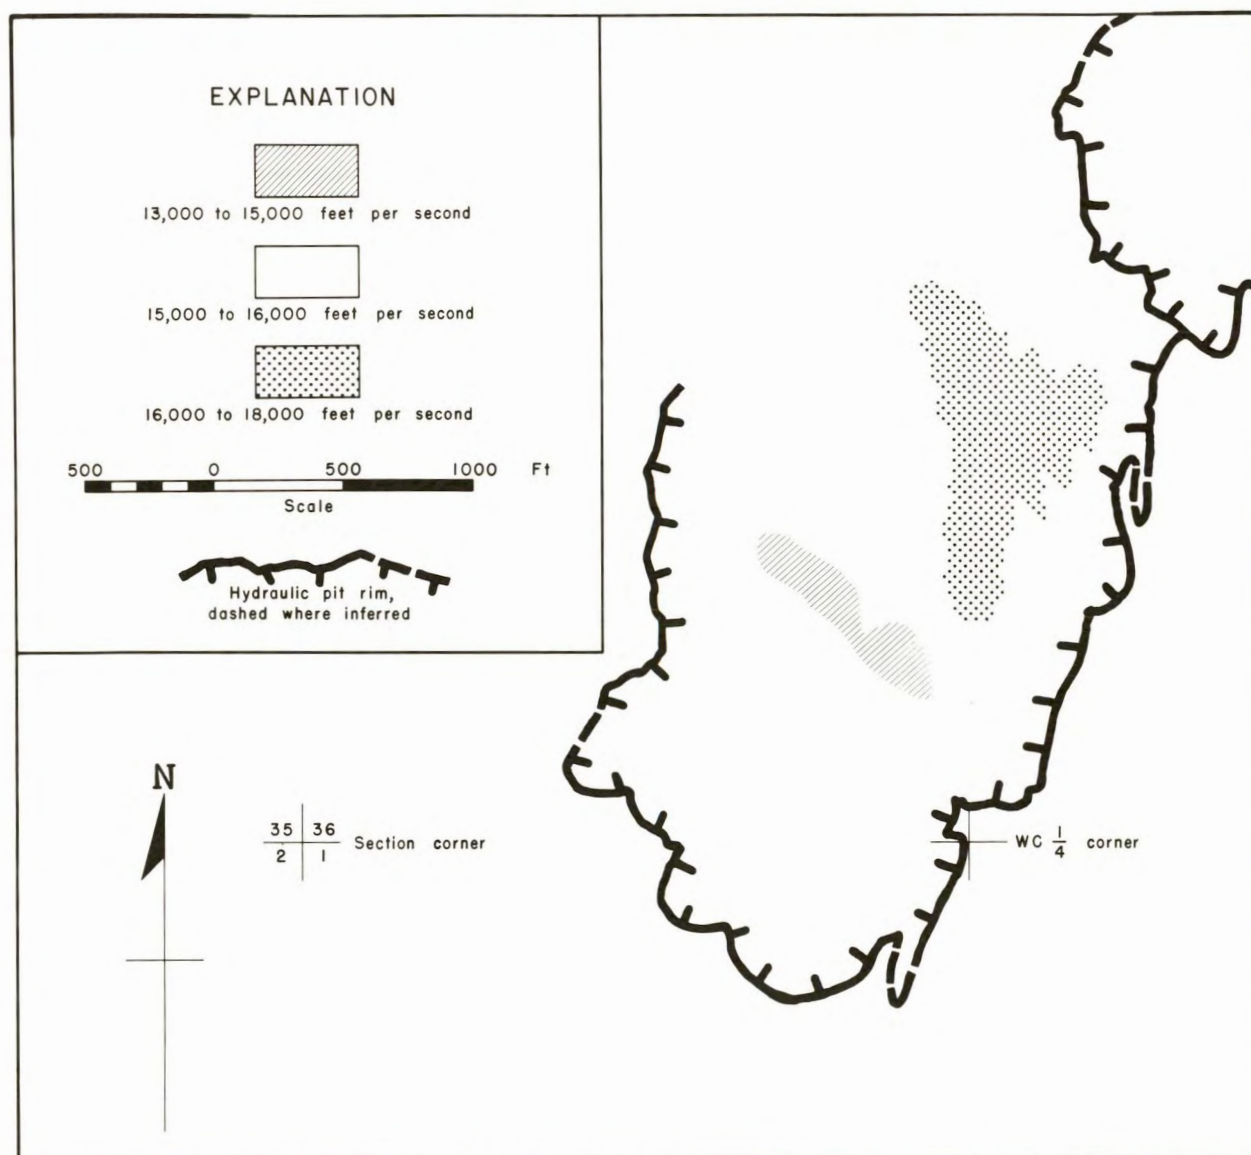 EXPLANATION
13,000 to 15,000 feet per second
15,000 to 16,000 feet per second
16,000 to 18,000 feet per second
500 0 500 1000 Ft
Scale
Hydraulic pit rim,
dashed where inferred
N
35 36
2 1
Section corner
WC 1/4 corner